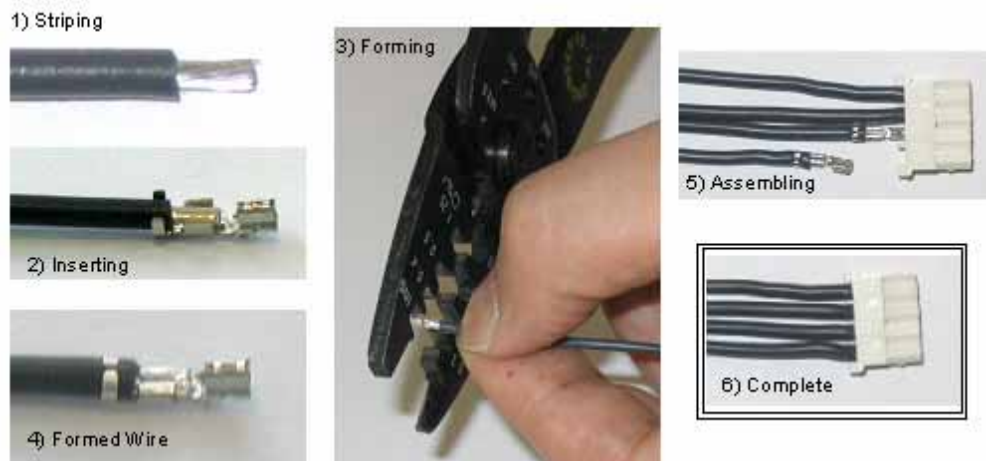 1) Striping
2) Inserting
3) Forming
4) Formed Wire
5) Assembling
6) Complete